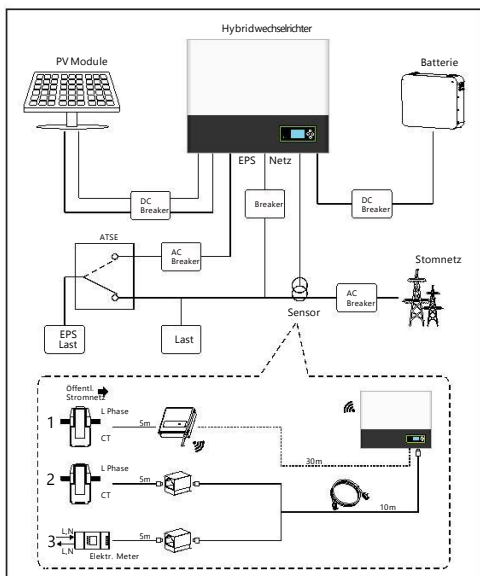 Hybridwechselrichter
PV Module
Batterie
EPS
Netz
DC
Breaker
Breaker
DC
Breaker
ATSE
AC
Breaker
Stomnetz
AC
Breaker
EPS
Last
Last
Sensor
Öffentl.
Stromnetz
1
L Phase
5m
CT
30m
2
L Phase
5m
CT
10m
3
L,N
L,N
5m
Elektr. Meter